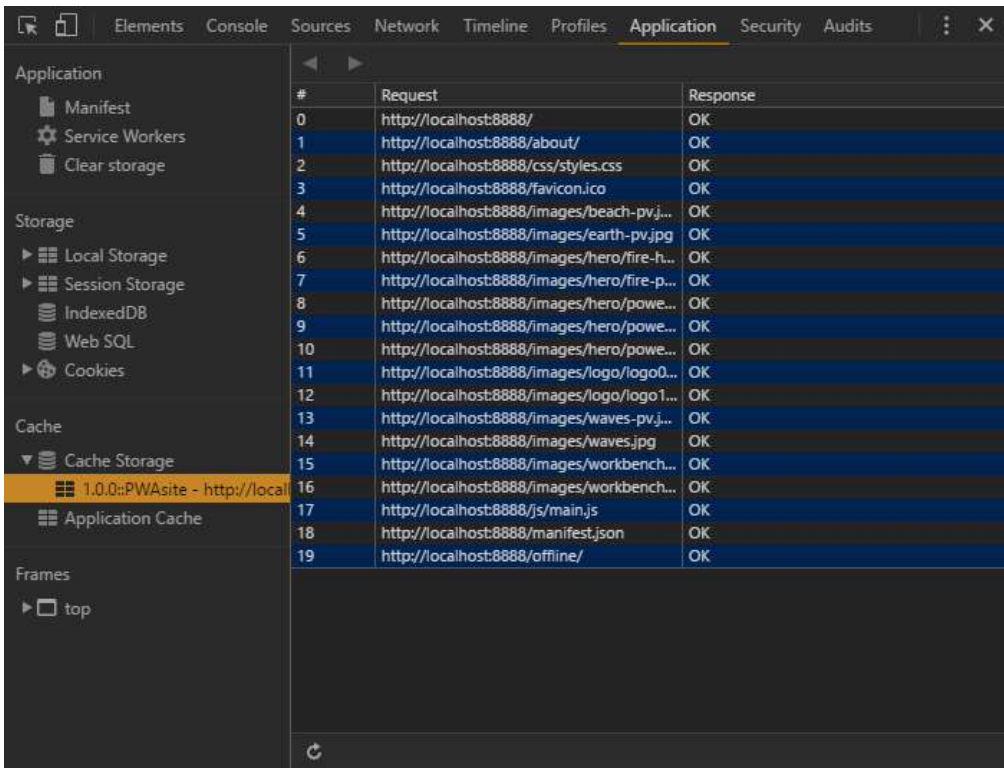 Elements Console Sources Network Timeline Profiles Application Security Audits
Application
Manifest
Service Workers
Clear storage
Storage
Local Storage
Session Storage
IndexedDB
Web SQL
Cookies
Cache
Cache Storage
1.0.0::PWAsite - http://locall
Application Cache
Frames
top
# Request Response
0 http://localhost:8888/ OK
1 http://localhost:8888/about/ OK
2 http://localhost:8888/css/styles.css OK
3 http://localhost:8888/favicon.ico OK
4 http://localhost:8888/images/beach-pv.j... OK
5 http://localhost:8888/images/earth-pv.jpg OK
6 http://localhost:8888/images/hero/fire-h... OK
7 http://localhost:8888/images/hero/fire-p... OK
8 http://localhost:8888/images/hero/powe... OK
9 http://localhost:8888/images/hero/powe... OK
10 http://localhost:8888/images/hero/powe... OK
11 http://localhost:8888/images/logo/logo0... OK
12 http://localhost:8888/images/logo/logo1... OK
13 http://localhost:8888/images/waves-pv.j... OK
14 http://localhost:8888/images/waves.jpg OK
15 http://localhost:8888/images/workbench... OK
16 http://localhost:8888/images/workbench... OK
17 http://localhost:8888/js/main.js OK
18 http://localhost:8888/manifest.json OK
19 http://localhost:8888/offline/ OK